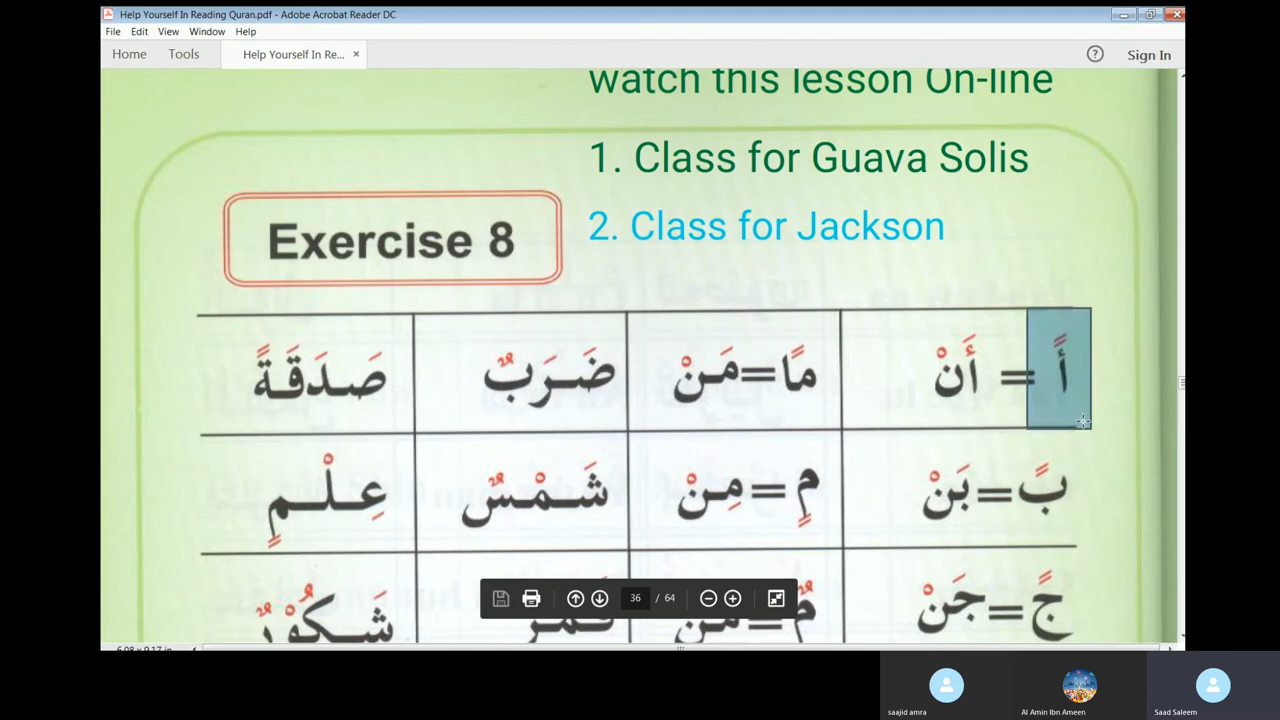 Help Yourself In Reading Quran.pdf - Adobe Acrobat Reader DC
File Edit View Window Help
Home Tools Help Yourself In Re... × ? Sign In
watch this lesson On-line
1. Class for Guava Solis
2. Class for Jackson
Exercise 8
أً = أَنْ مًا=مَنْ ضَرَبٌ صَدَقَةً
بً=بَنْ مٍ=مِنْ شَمْسٌ عِلْمٍ
جً=جَنْ مٌ= شَكُوْرٌ
36 / 64
saajid amra Al Amin Ibn Ameen Saad Saleem